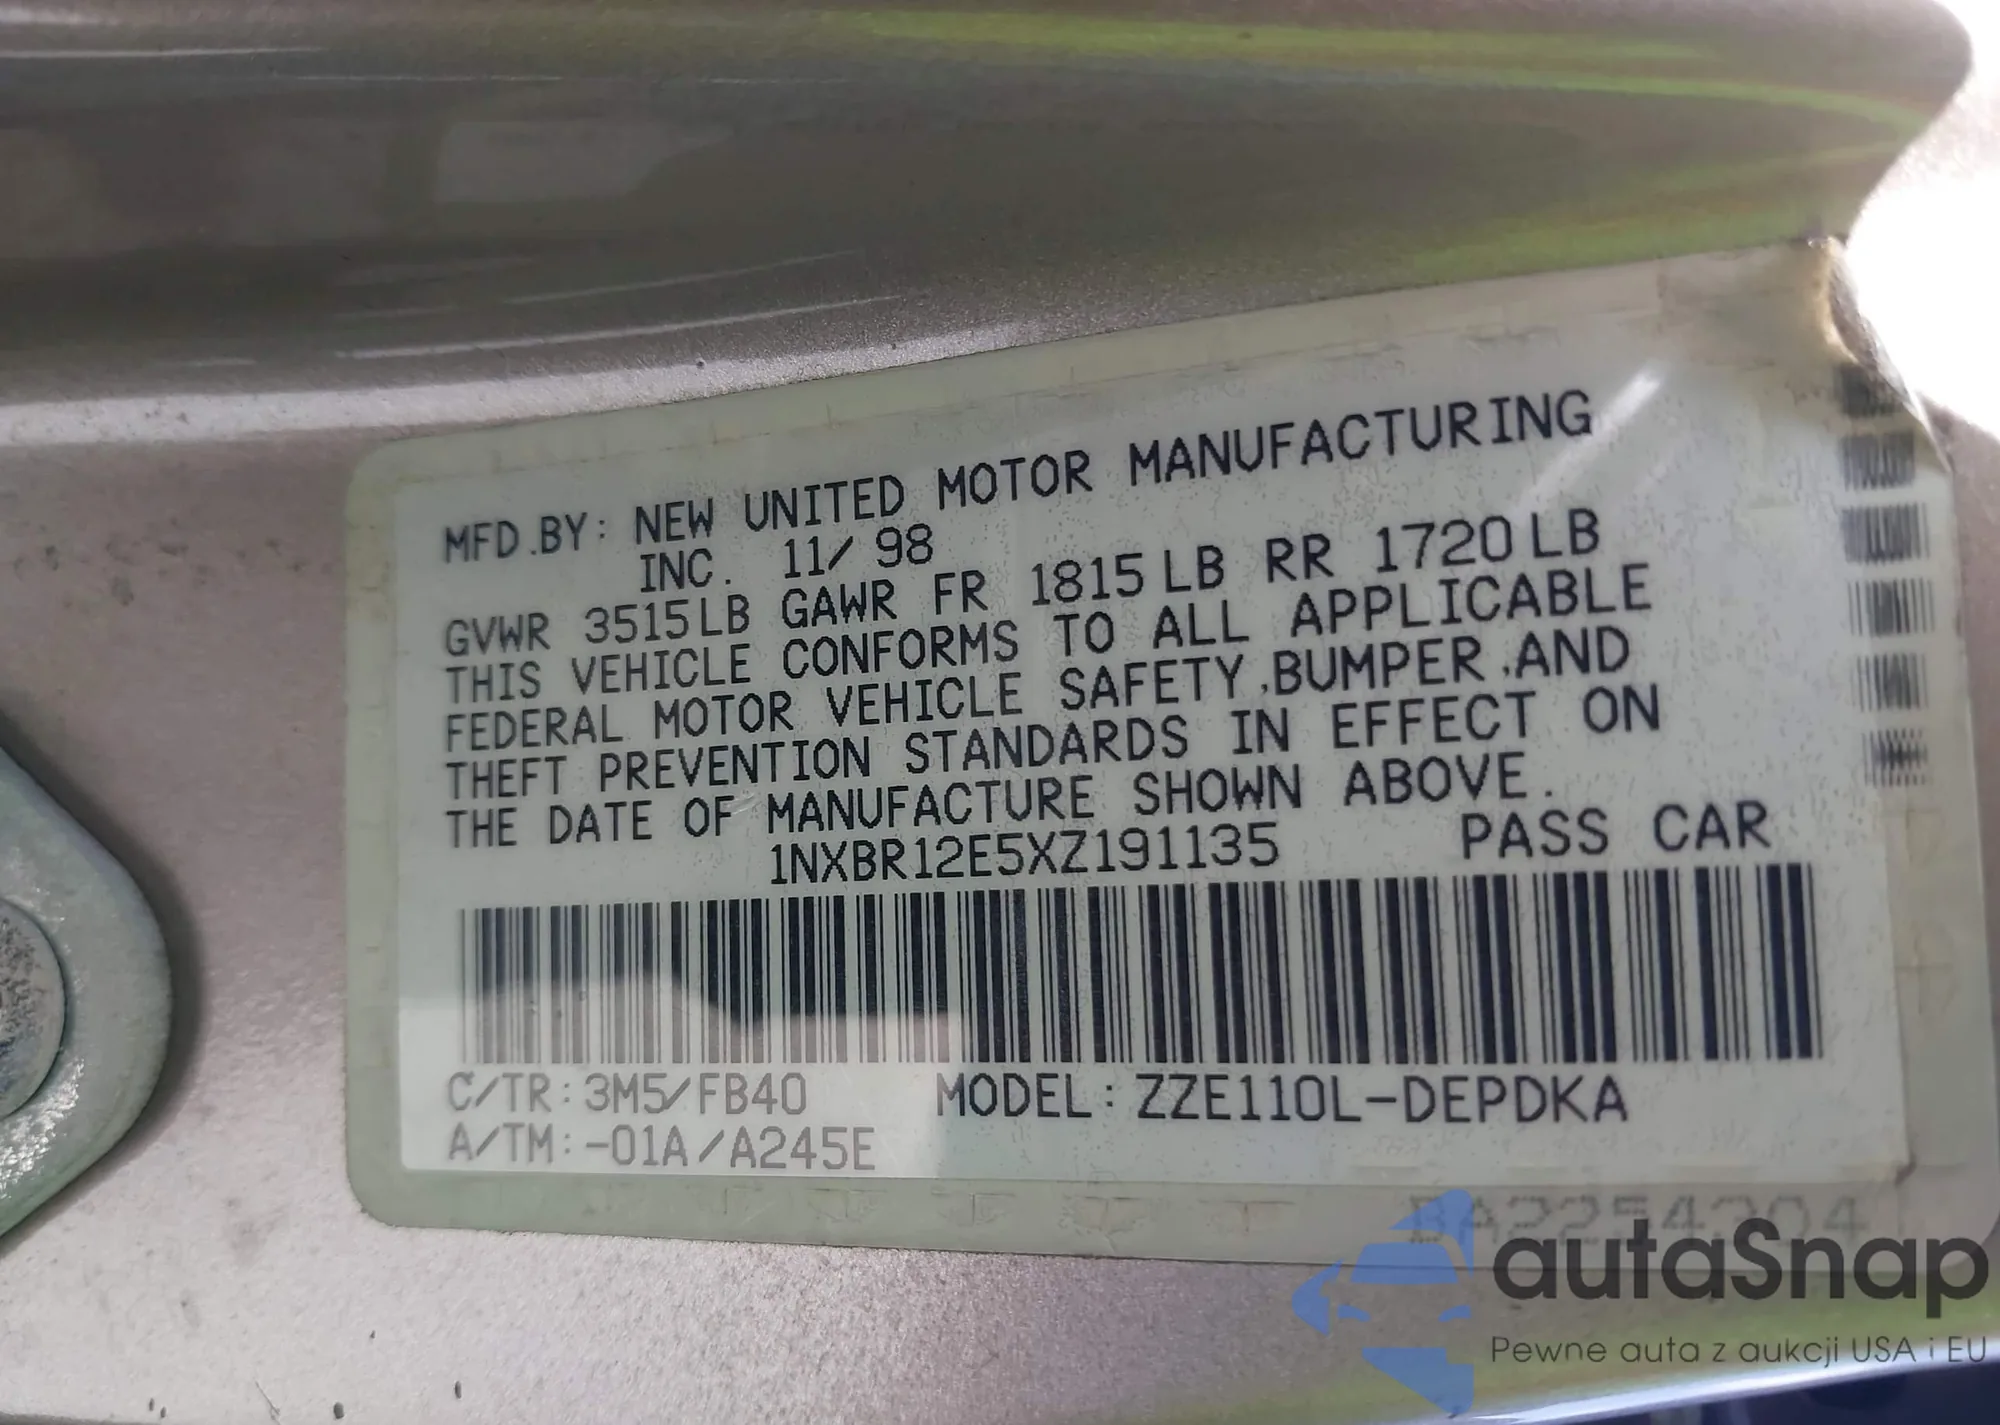 MFD.BY: NEW UNITED MOTOR MANUFACTURING
INC. 11/ 98
GVWR 3515LB GAWR FR 1815LB RR 1720LB
THIS VEHICLE CONFORMS TO ALL APPLICABLE
FEDERAL MOTOR VEHICLE SAFETY,BUMPER,AND
THEFT PREVENTION STANDARDS IN EFFECT ON
THE DATE OF MANUFACTURE SHOWN ABOVE.
1NXBR12E5XZ191135 PASS CAR
C/TR:3M5/FB40 MODEL:ZZE110L-DEPDKA
A/TM:-01A/A245E
autaSnap
Pewne auta z aukcji USA i EU